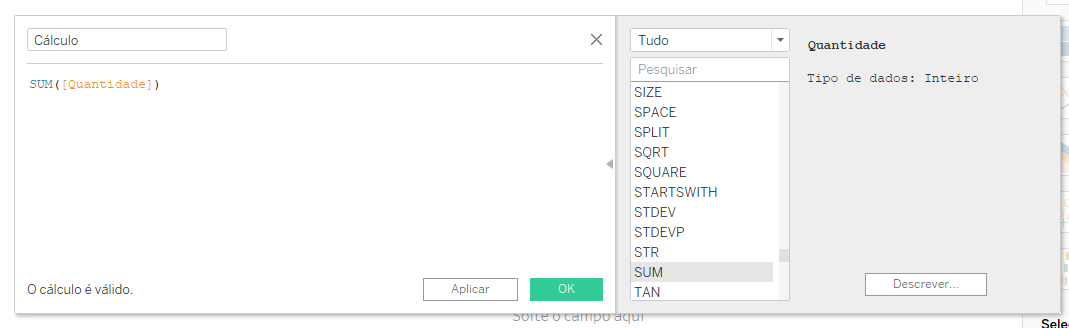 Cálculo
SUM([Quantidade])
O cálculo é válido.
Aplicar
OK
Tudo
Pesquisar
SIZE
SPACE
SPLIT
SQRT
SQUARE
STARTSWITH
STDEV
STDEVP
STR
SUM
TAN
Quantidade
Tipo de dados: Inteiro
Descrever...
Solte o campo aqui
Sele